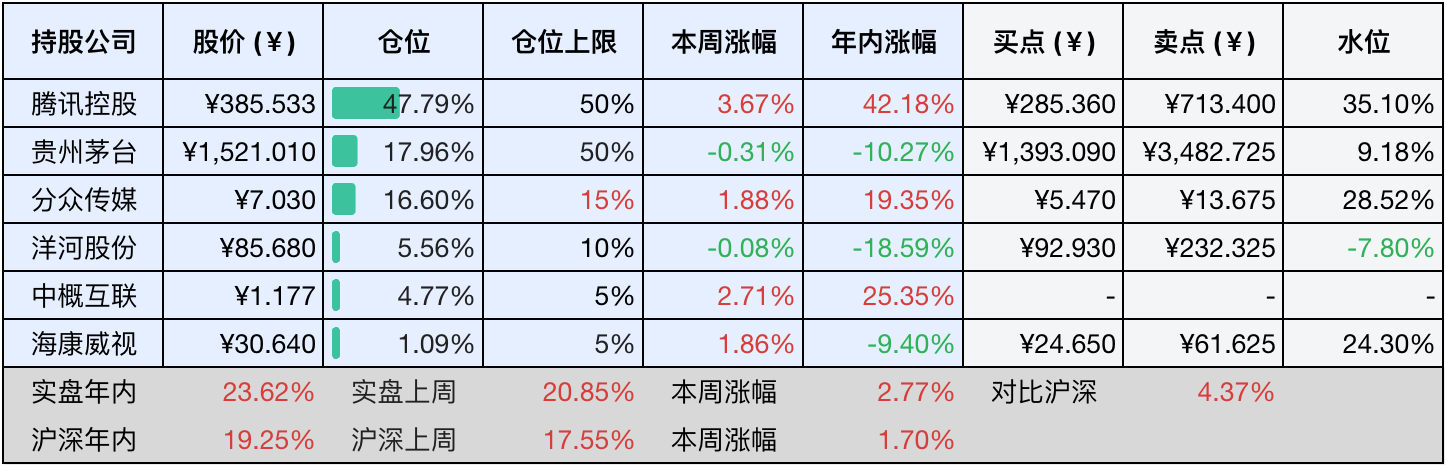 持股公司 股价 (¥) 仓位 仓位上限 本周涨幅 年内涨幅 买点 (¥) 卖点 (¥) 水位
腾讯控股 ¥385.533 47.79% 50% 3.67% 42.18% ¥285.360 ¥713.400 35.10%
贵州茅台 ¥1,521.010 17.96% 50% -0.31% -10.27% ¥1,393.090 ¥3,482.725 9.18%
分众传媒 ¥7.030 16.60% 15% 1.88% 19.35% ¥5.470 ¥13.675 28.52%
洋河股份 ¥85.680 5.56% 10% -0.08% -18.59% ¥92.930 ¥232.325 -7.80%
中概互联 ¥1.177 4.77% 5% 2.71% 25.35% - - -
海康威视 ¥30.640 1.09% 5% 1.86% -9.40% ¥24.650 ¥61.625 24.30%
实盘年内 23.62% 实盘上周 20.85% 本周涨幅 2.77% 对比沪深 4.37%
沪深年内 19.25% 沪深上周 17.55% 本周涨幅 1.70%